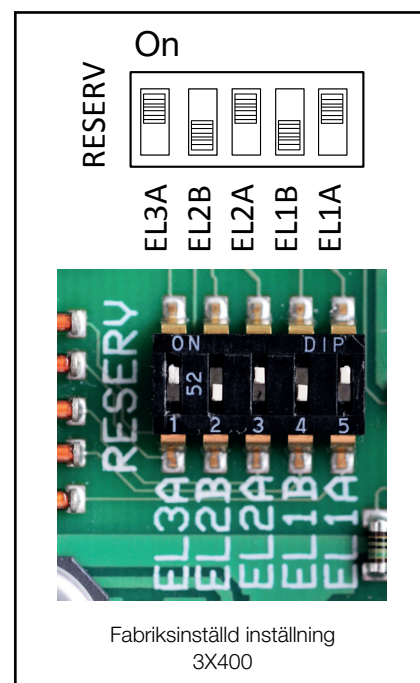 On
RESERV
EL3A
EL2B
EL2A
EL1B
EL1A
ON DIP
52
1 2 3 4 5
RESERV
EL3A
EL2B
EL2A
EL1B
EL1A
Fabriksinställd inställning
3X400